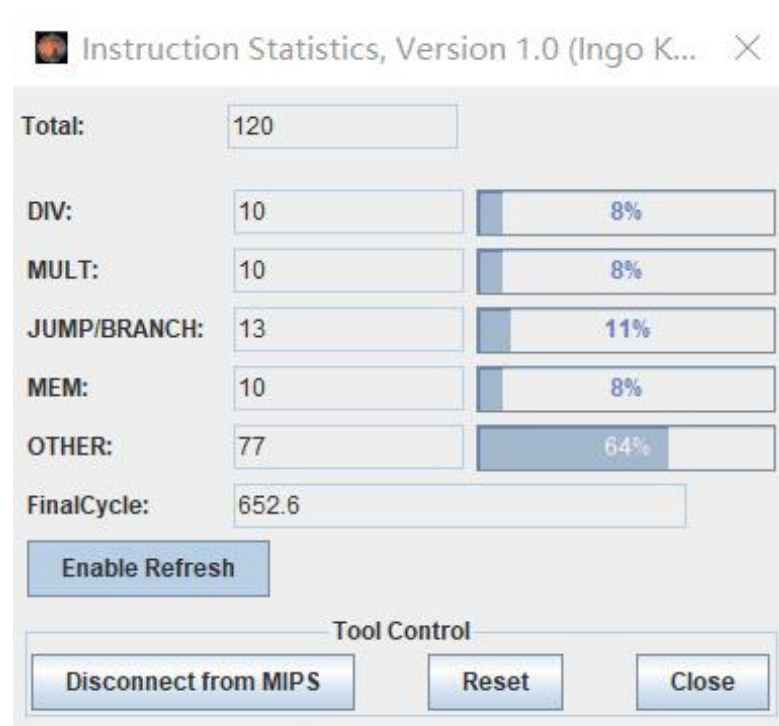 Instruction Statistics, Version 1.0 (Ingo K...
Total: 120
DIV: 10 8%
MULT: 10 8%
JUMP/BRANCH: 13 11%
MEM: 10 8%
OTHER: 77 64%
FinalCycle: 652.6
Enable Refresh
Tool Control
Disconnect from MIPS Reset Close